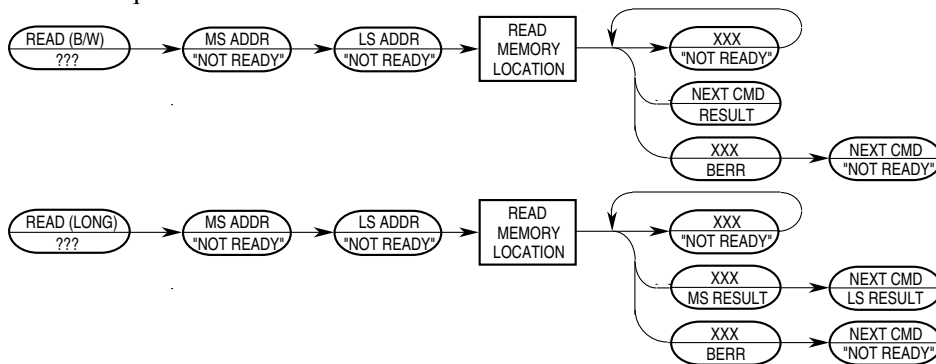 READ (B/W)
???
MS ADDR
"NOT READY"
LS ADDR
"NOT READY"
READ
MEMORY
LOCATION
XXX
"NOT READY"
NEXT CMD
RESULT
XXX
BERR
NEXT CMD
"NOT READY"
READ (LONG)
???
MS ADDR
"NOT READY"
LS ADDR
"NOT READY"
READ
MEMORY
LOCATION
XXX
"NOT READY"
XXX
MS RESULT
NEXT CMD
LS RESULT
XXX
BERR
NEXT CMD
"NOT READY"